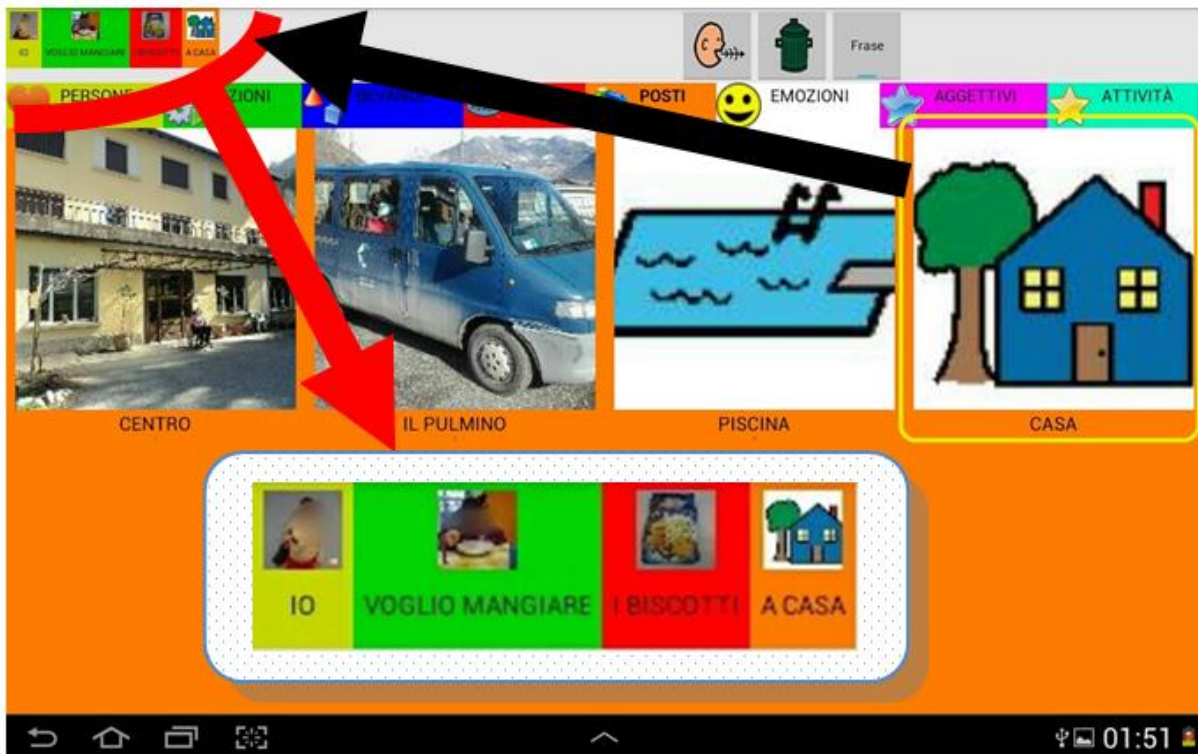 IO VOGLIO MANGIARE I BISCOTTI A CASA
Frase
PERSONE POSTI EMOZIONI AGGETTIVI ATTIVITÀ
CENTRO IL PULMINO PISCINA CASA
IO VOGLIO MANGIARE I BISCOTTI A CASA
01:51